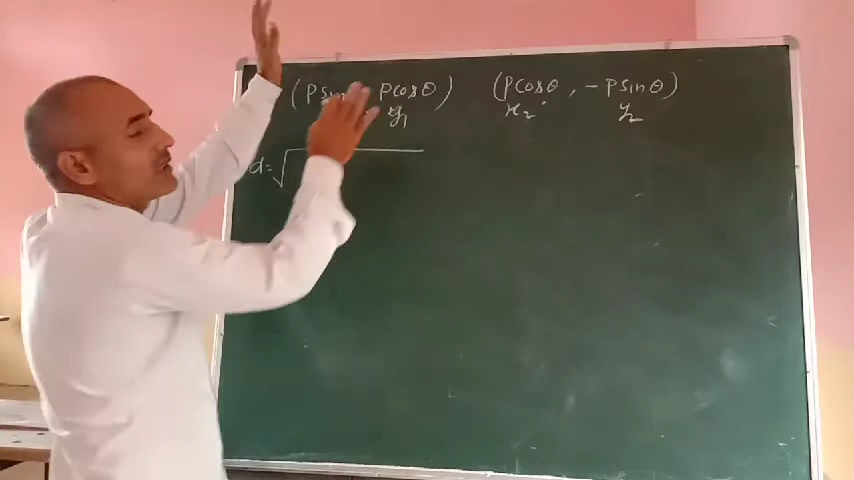 (Psin Pcosθ) (Pcosθ, -Psinθ)
y₁ x₂ y₂
d=√